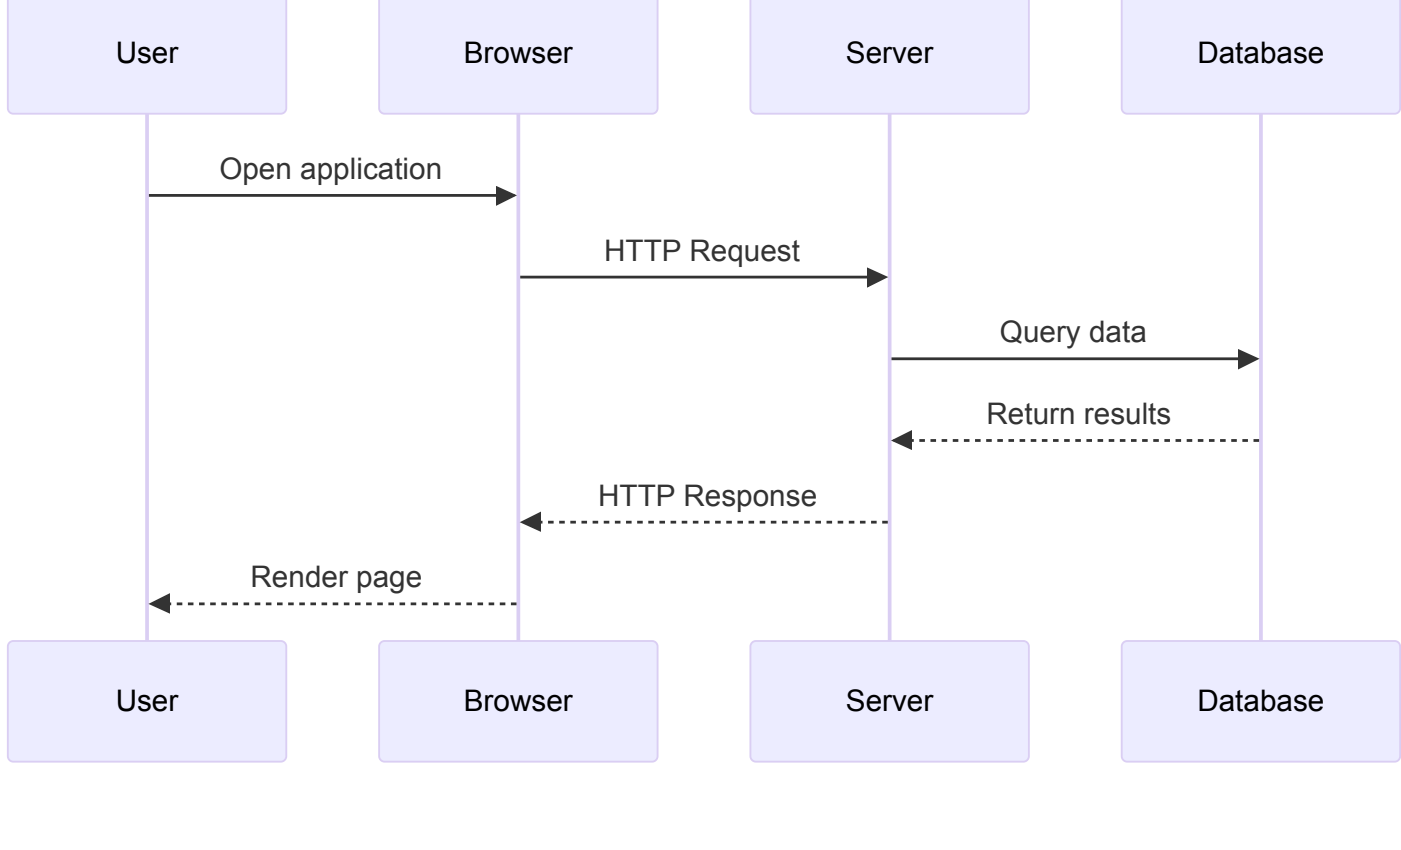 User
Browser
Server
Database
Open application
HTTP Request
Query data
Return results
HTTP Response
Render page
User
Browser
Server
Database